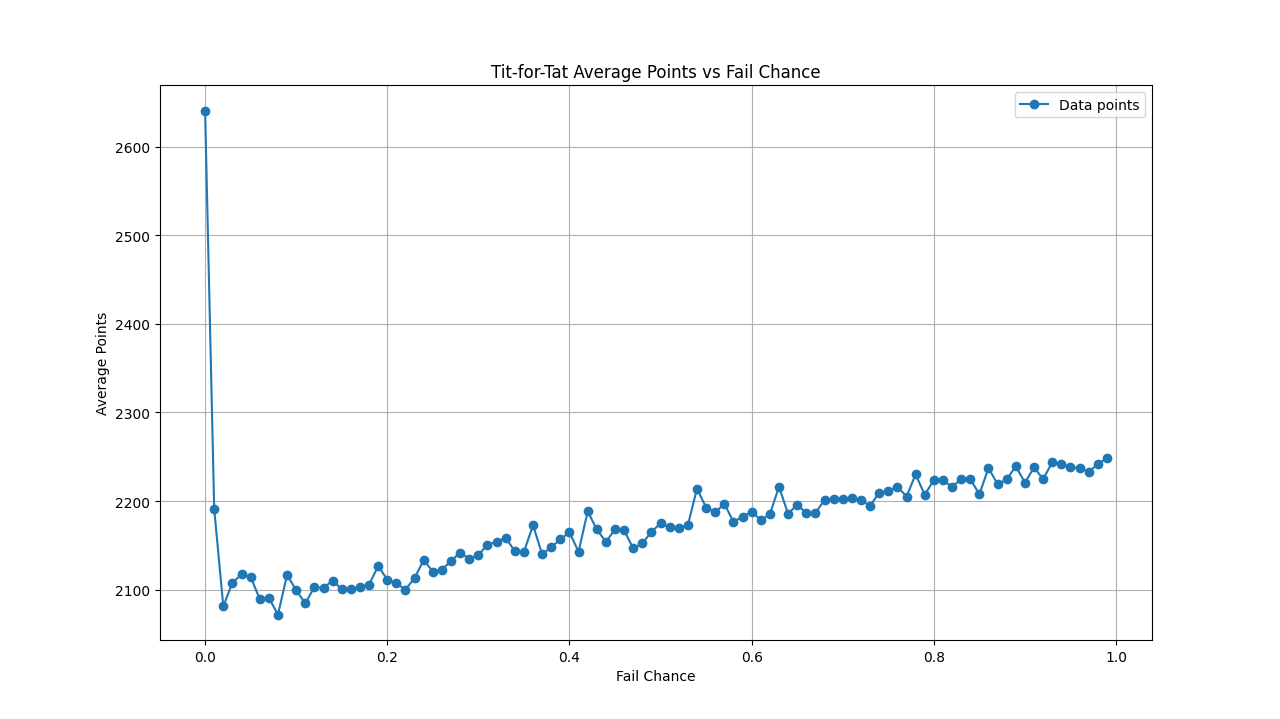 Tit-for-Tat Average Points vs Fail Chance
Data points
2600
2500
2400
2300
2200
2100
Average Points
0.0 0.2 0.4 0.6 0.8 1.0
Fail Chance